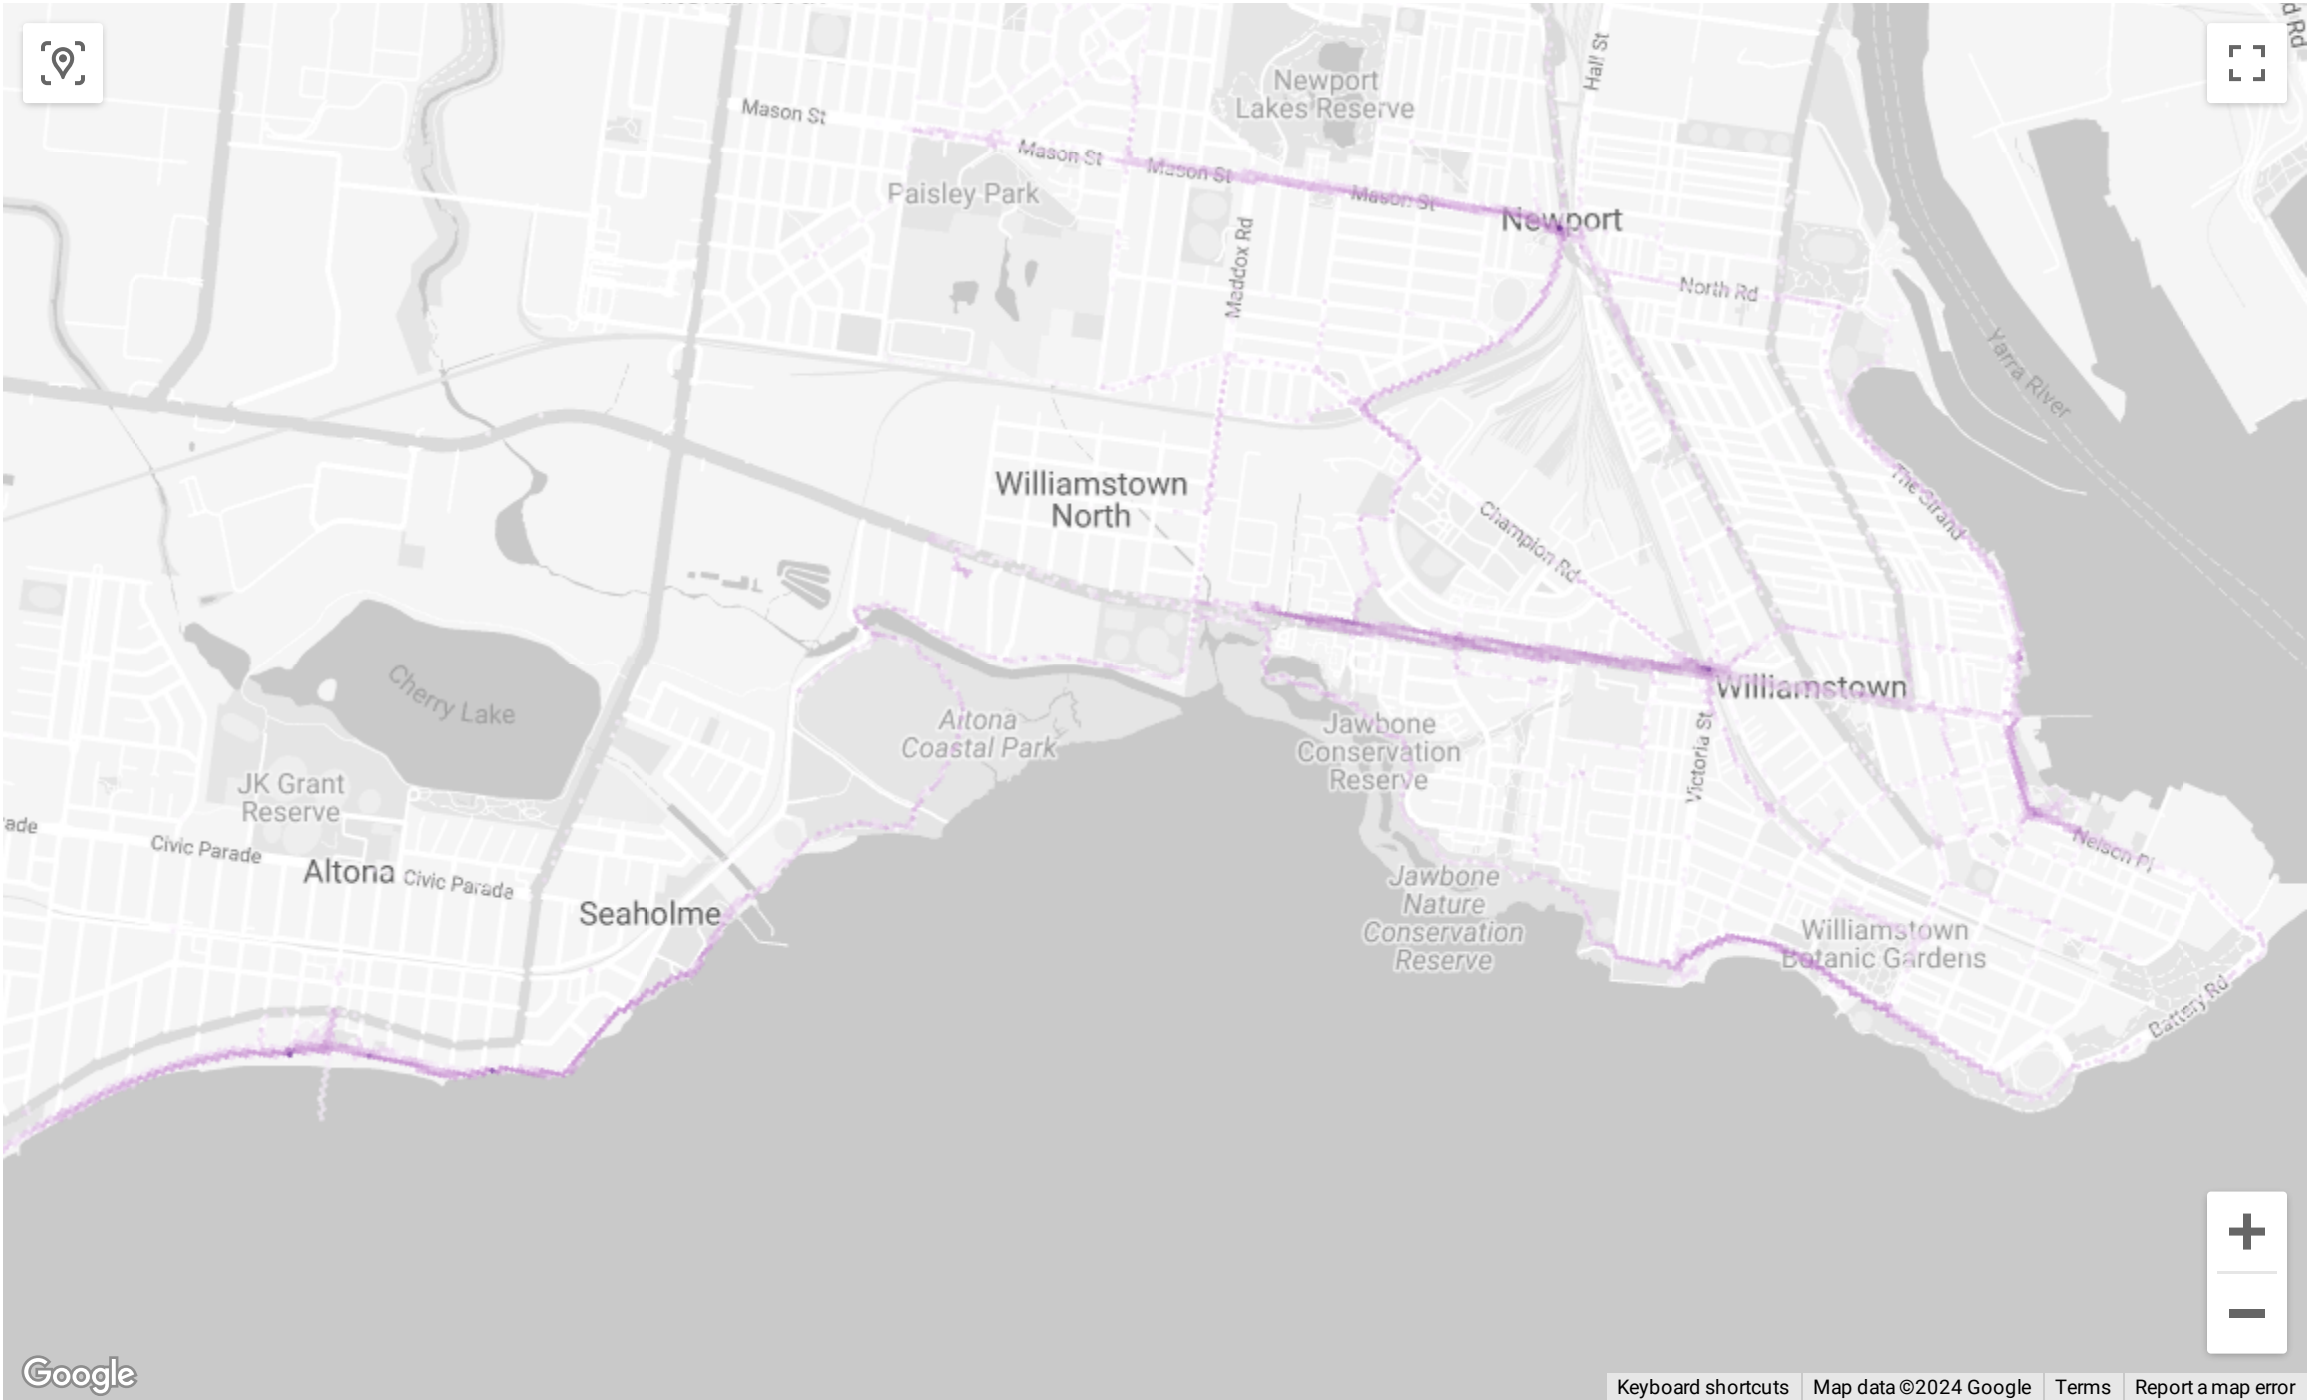 d Rd
Hall St
Newport
Lakes Reserve
Mason St
Mason St
Mason St
Mason St
Paisley Park
Newport
Maddox Rd
North Rd
Yarra River
Williamstown
North
The Strand
Champion Rd
Cherry Lake
Williamstown
Altona
Coastal Park
Jawbone
Conservation
Reserve
Victoria St
JK Grant
Reserve
ade
Civic Parade
Altona
Civic Parade
Nelson Pl
Seaholme
Jawbone
Nature
Conservation
Reserve
Williamstown
Botanic Gardens
Battery Rd
Google
Keyboard shortcuts
Map data ©2024 Google
Terms
Report a map error